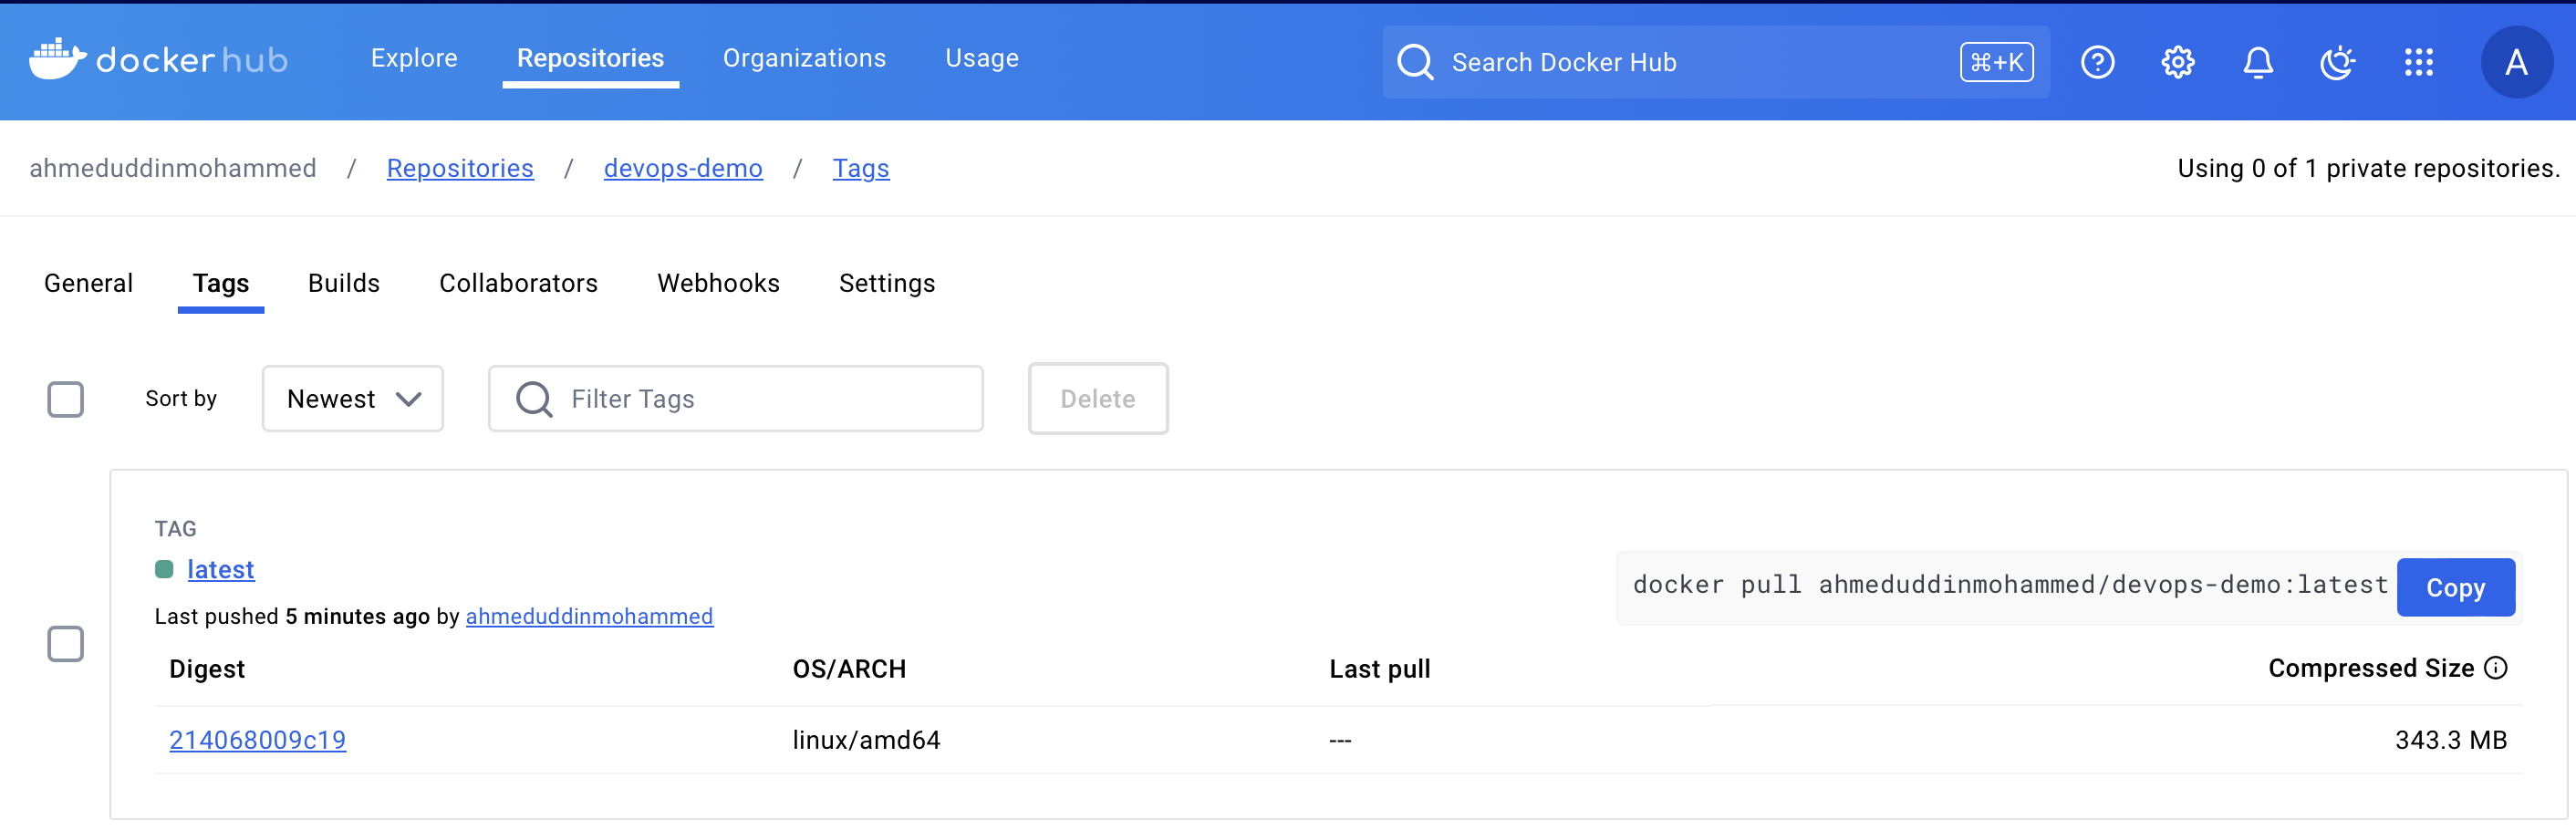 docker hub Explore Repositories Organizations Usage Search Docker Hub ⌘+K A
ahmeduddinmohammed / Repositories / devops-demo / Tags Using 0 of 1 private repositories.
General Tags Builds Collaborators Webhooks Settings
Sort by Newest Filter Tags Delete
TAG
latest
docker pull ahmeduddinmohammed/devops-demo:latest Copy
Last pushed 5 minutes ago by ahmeduddinmohammed
Digest OS/ARCH Last pull Compressed Size
214068009c19 linux/amd64 --- 343.3 MB